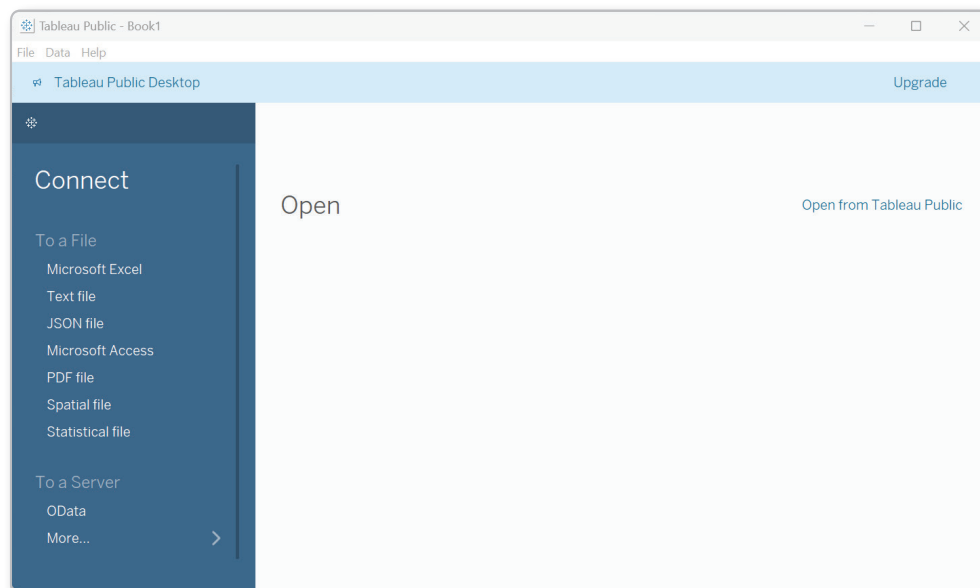 Tableau Public - Book1
File Data Help
Tableau Public Desktop Upgrade
Connect
Open Open from Tableau Public
To a File
Microsoft Excel
Text file
JSON file
Microsoft Access
PDF file
Spatial file
Statistical file
To a Server
OData
More...